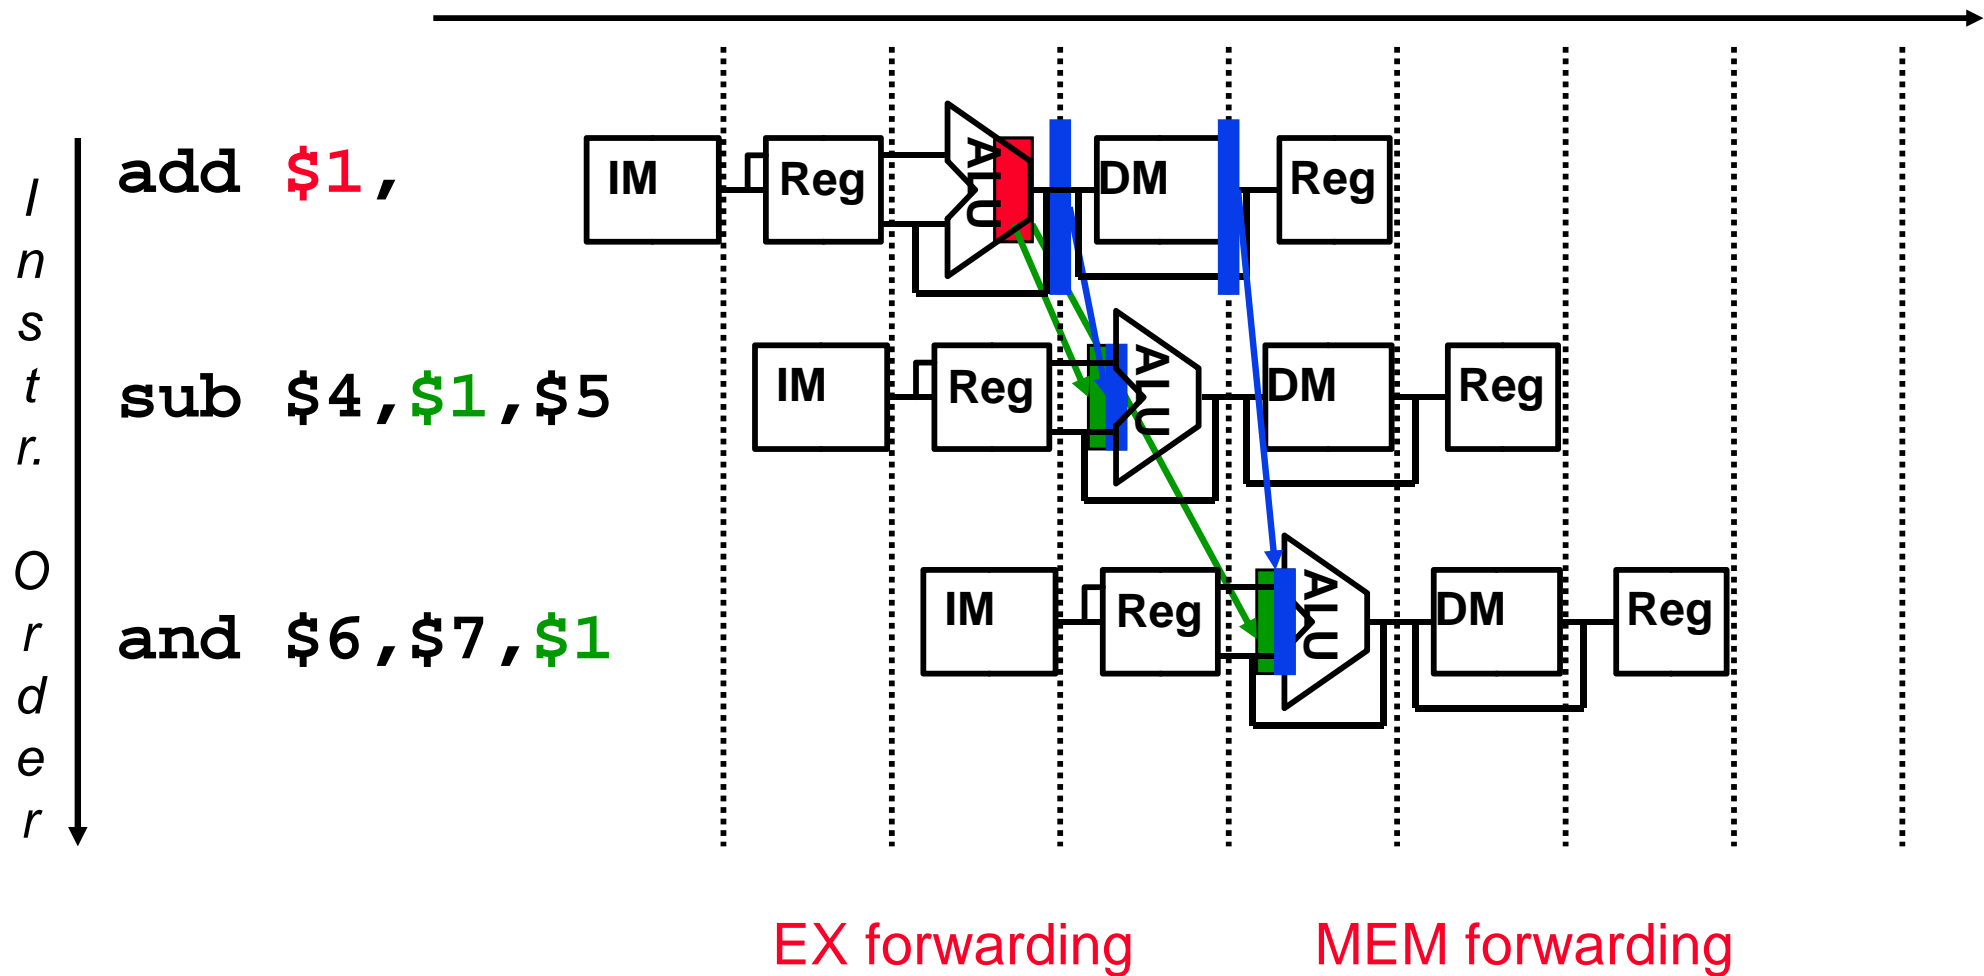 Instr. Order
add $1,
IM Reg ALU DM Reg
sub $4,$1,$5
IM Reg ALU DM Reg
and $6,$7,$1
IM Reg ALU DM Reg
EX forwarding
MEM forwarding